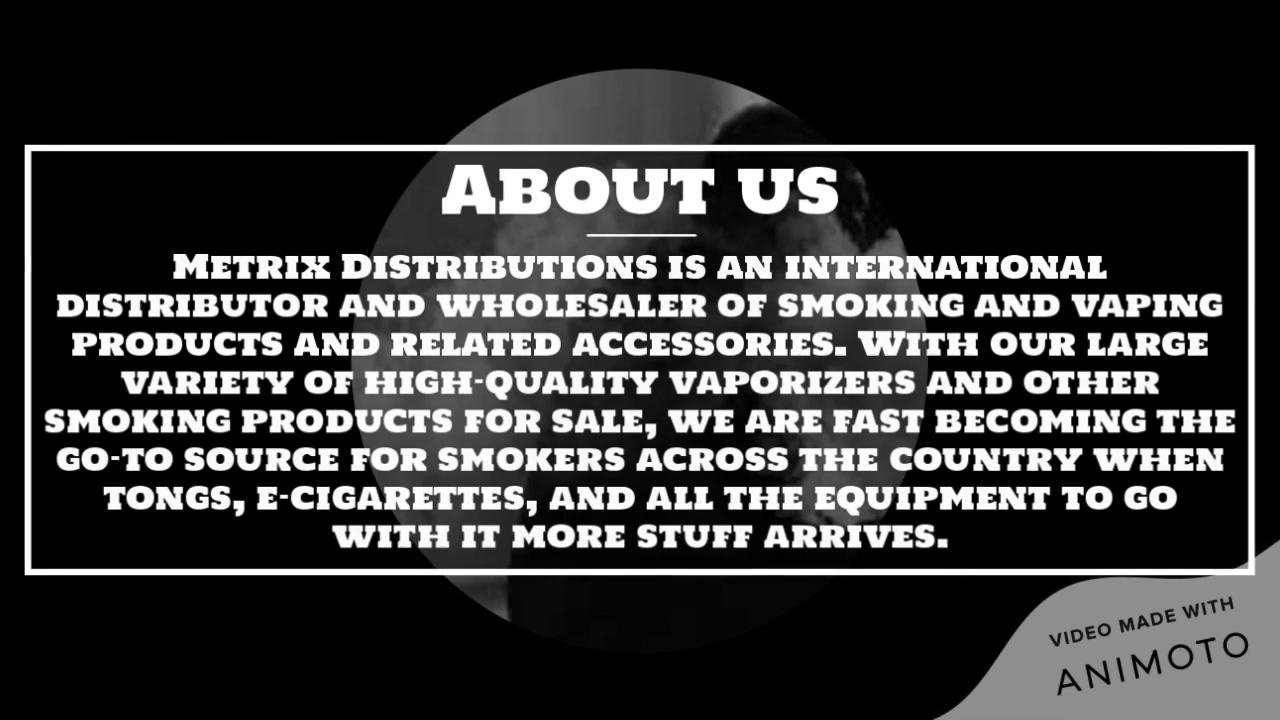 About us
Metrix Distributions is an international
distributor and wholesaler of smoking and vaping
products and related accessories. With our large
variety of high-quality vaporizers and other
smoking products for sale, we are fast becoming the
go-to source for smokers across the country when
tongs, e-cigarettes, and all the equipment to go
with it more stuff arrives.
VIDEO MADE WITH
ANIMOTO